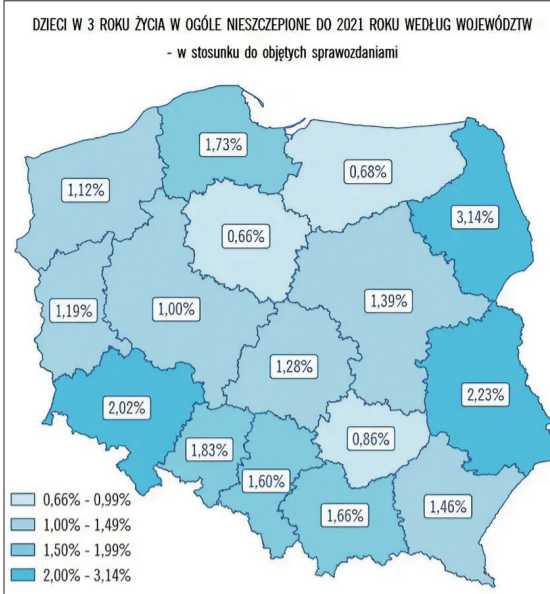 DZIECI W 3 ROKU ŻYCIA W OGÓLE NIESZCZEPIONE DO 2021 ROKU WEDŁUG WOJEWÓDZTW
- w stosunku do objętych sprawozdaniami
1,73%
0,68%
1,12%
3,14%
0,66%
1,39%
1,19%
1,00%
1,28%
2,23%
2,02%
0,86%
1,83%
1,60%
1,46%
1,66%
0,66% - 0,99%
1,00% - 1,49%
1,50% - 1,99%
2,00% - 3,14%